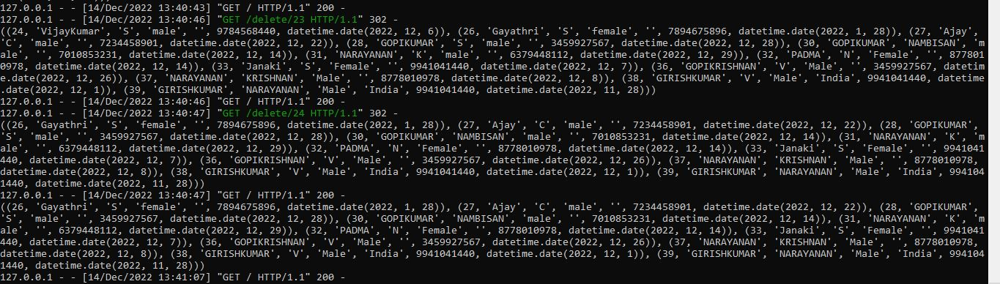 127.0.0.1 - - [14/Dec/2022 13:40:43] "GET / HTTP/1.1" 200 -
127.0.0.1 - - [14/Dec/2022 13:40:46] "GET /delete/23 HTTP/1.1" 302 -
((24, 'VijayKumar', 'S', 'male', '', 9784568440, datetime.date(2022, 12, 6)), (26, 'Gayathri', 'S', 'female', '', 7894675896, datetime.date(2022, 1, 28)), (27, 'Ajay',
'C', 'male', '', 7234458901, datetime.date(2022, 12, 22)), (28, 'GOPIKUMAR', 'S', 'male', '', 3459927567, datetime.date(2022, 12, 28)), (30, 'GOPIKUMAR', 'NAMBISAN', 'm
ale', '', 7010853231, datetime.date(2022, 12, 14)), (31, 'NARAYANAN', 'K', 'male', '', 6379448112, datetime.date(2022, 12, 29)), (32, 'PADMA', 'N', 'Female', '', 877801
0978, datetime.date(2022, 12, 14)), (33, 'Janaki', 'S', 'Female', '', 9941041440, datetime.date(2022, 12, 7)), (36, 'GOPIKRISHNAN', 'V', 'Male', '', 3459927567, datetim
e.date(2022, 12, 26)), (37, 'NARAYANAN', 'KRISHNAN', 'Male', '', 8778010978, datetime.date(2022, 12, 8)), (38, 'GIRISHKUMAR', 'V', 'Male', 'India', 9941041440, datetime
.date(2022, 12, 1)), (39, 'GIRISHKUMAR', 'NARAYANAN', 'Male', 'India', 9941041440, datetime.date(2022, 11, 28)))
127.0.0.1 - - [14/Dec/2022 13:40:46] "GET / HTTP/1.1" 200 -
127.0.0.1 - - [14/Dec/2022 13:40:47] "GET /delete/24 HTTP/1.1" 302 -
((26, 'Gayathri', 'S', 'female', '', 7894675896, datetime.date(2022, 1, 28)), (27, 'Ajay', 'C', 'male', '', 7234458901, datetime.date(2022, 12, 22)), (28, 'GOPIKUMAR',
'S', 'male', '', 3459927567, datetime.date(2022, 12, 28)), (30, 'GOPIKUMAR', 'NAMBISAN', 'male', '', 7010853231, datetime.date(2022, 12, 14)), (31, 'NARAYANAN', 'K', 'm
ale', '', 6379448112, datetime.date(2022, 12, 29)), (32, 'PADMA', 'N', 'Female', '', 8778010978, datetime.date(2022, 12, 14)), (33, 'Janaki', 'S', 'Female', '', 9941041
440, datetime.date(2022, 12, 7)), (36, 'GOPIKRISHNAN', 'V', 'Male', '', 3459927567, datetime.date(2022, 12, 26)), (37, 'NARAYANAN', 'KRISHNAN', 'Male', '', 8778010978,
datetime.date(2022, 12, 8)), (38, 'GIRISHKUMAR', 'V', 'Male', 'India', 9941041440, datetime.date(2022, 12, 1)), (39, 'GIRISHKUMAR', 'NARAYANAN', 'Male', 'India', 994104
1440, datetime.date(2022, 11, 28)))
127.0.0.1 - - [14/Dec/2022 13:40:47] "GET / HTTP/1.1" 200 -
((26, 'Gayathri', 'S', 'female', '', 7894675896, datetime.date(2022, 1, 28)), (27, 'Ajay', 'C', 'male', '', 7234458901, datetime.date(2022, 12, 22)), (28, 'GOPIKUMAR',
'S', 'male', '', 3459927567, datetime.date(2022, 12, 28)), (30, 'GOPIKUMAR', 'NAMBISAN', 'male', '', 7010853231, datetime.date(2022, 12, 14)), (31, 'NARAYANAN', 'K', 'm
ale', '', 6379448112, datetime.date(2022, 12, 29)), (32, 'PADMA', 'N', 'Female', '', 8778010978, datetime.date(2022, 12, 14)), (33, 'Janaki', 'S', 'Female', '', 9941041
440, datetime.date(2022, 12, 7)), (36, 'GOPIKRISHNAN', 'V', 'Male', '', 3459927567, datetime.date(2022, 12, 26)), (37, 'NARAYANAN', 'KRISHNAN', 'Male', '', 8778010978,
datetime.date(2022, 12, 8)), (38, 'GIRISHKUMAR', 'V', 'Male', 'India', 9941041440, datetime.date(2022, 12, 1)), (39, 'GIRISHKUMAR', 'NARAYANAN', 'Male', 'India', 994104
1440, datetime.date(2022, 11, 28)))
127.0.0.1 - - [14/Dec/2022 13:41:07] "GET / HTTP/1.1" 200 -